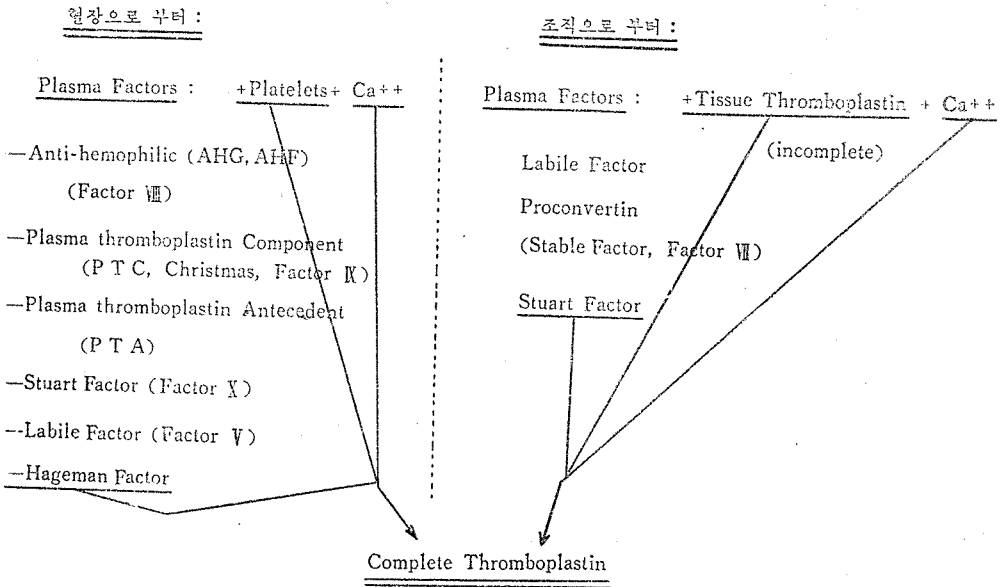 혈장으로 부터 :
Plasma Factors : +Platelets+ Ca++
—Anti-hemophilic (AHG, AHF)
(Factor Ⅷ)
—Plasma thromboplastin Component
(P T C, Christmas, Factor Ⅸ)
—Plasma thromboplastin Antecedent
(P T A)
—Stuart Factor (Factor Ⅹ)
—Labile Factor (Factor Ⅴ)
—Hageman Factor
조직으로 부터 :
Plasma Factors : +Tissue Thromboplastin + Ca++
(incomplete)
Labile Factor
Proconvertin
(Stable Factor, Factor Ⅶ)
Stuart Factor
Complete Thromboplastin